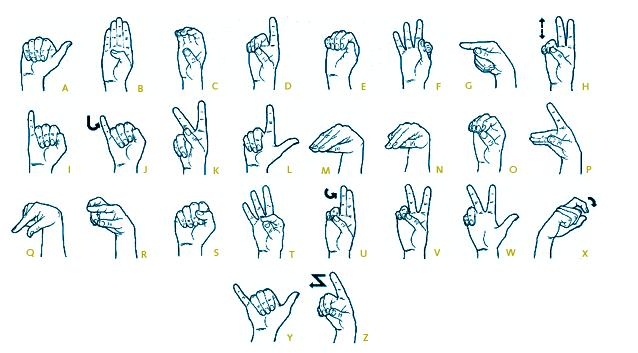 A B C D E F G H
I J K L M N O P
Q R S T U V W X
Y Z